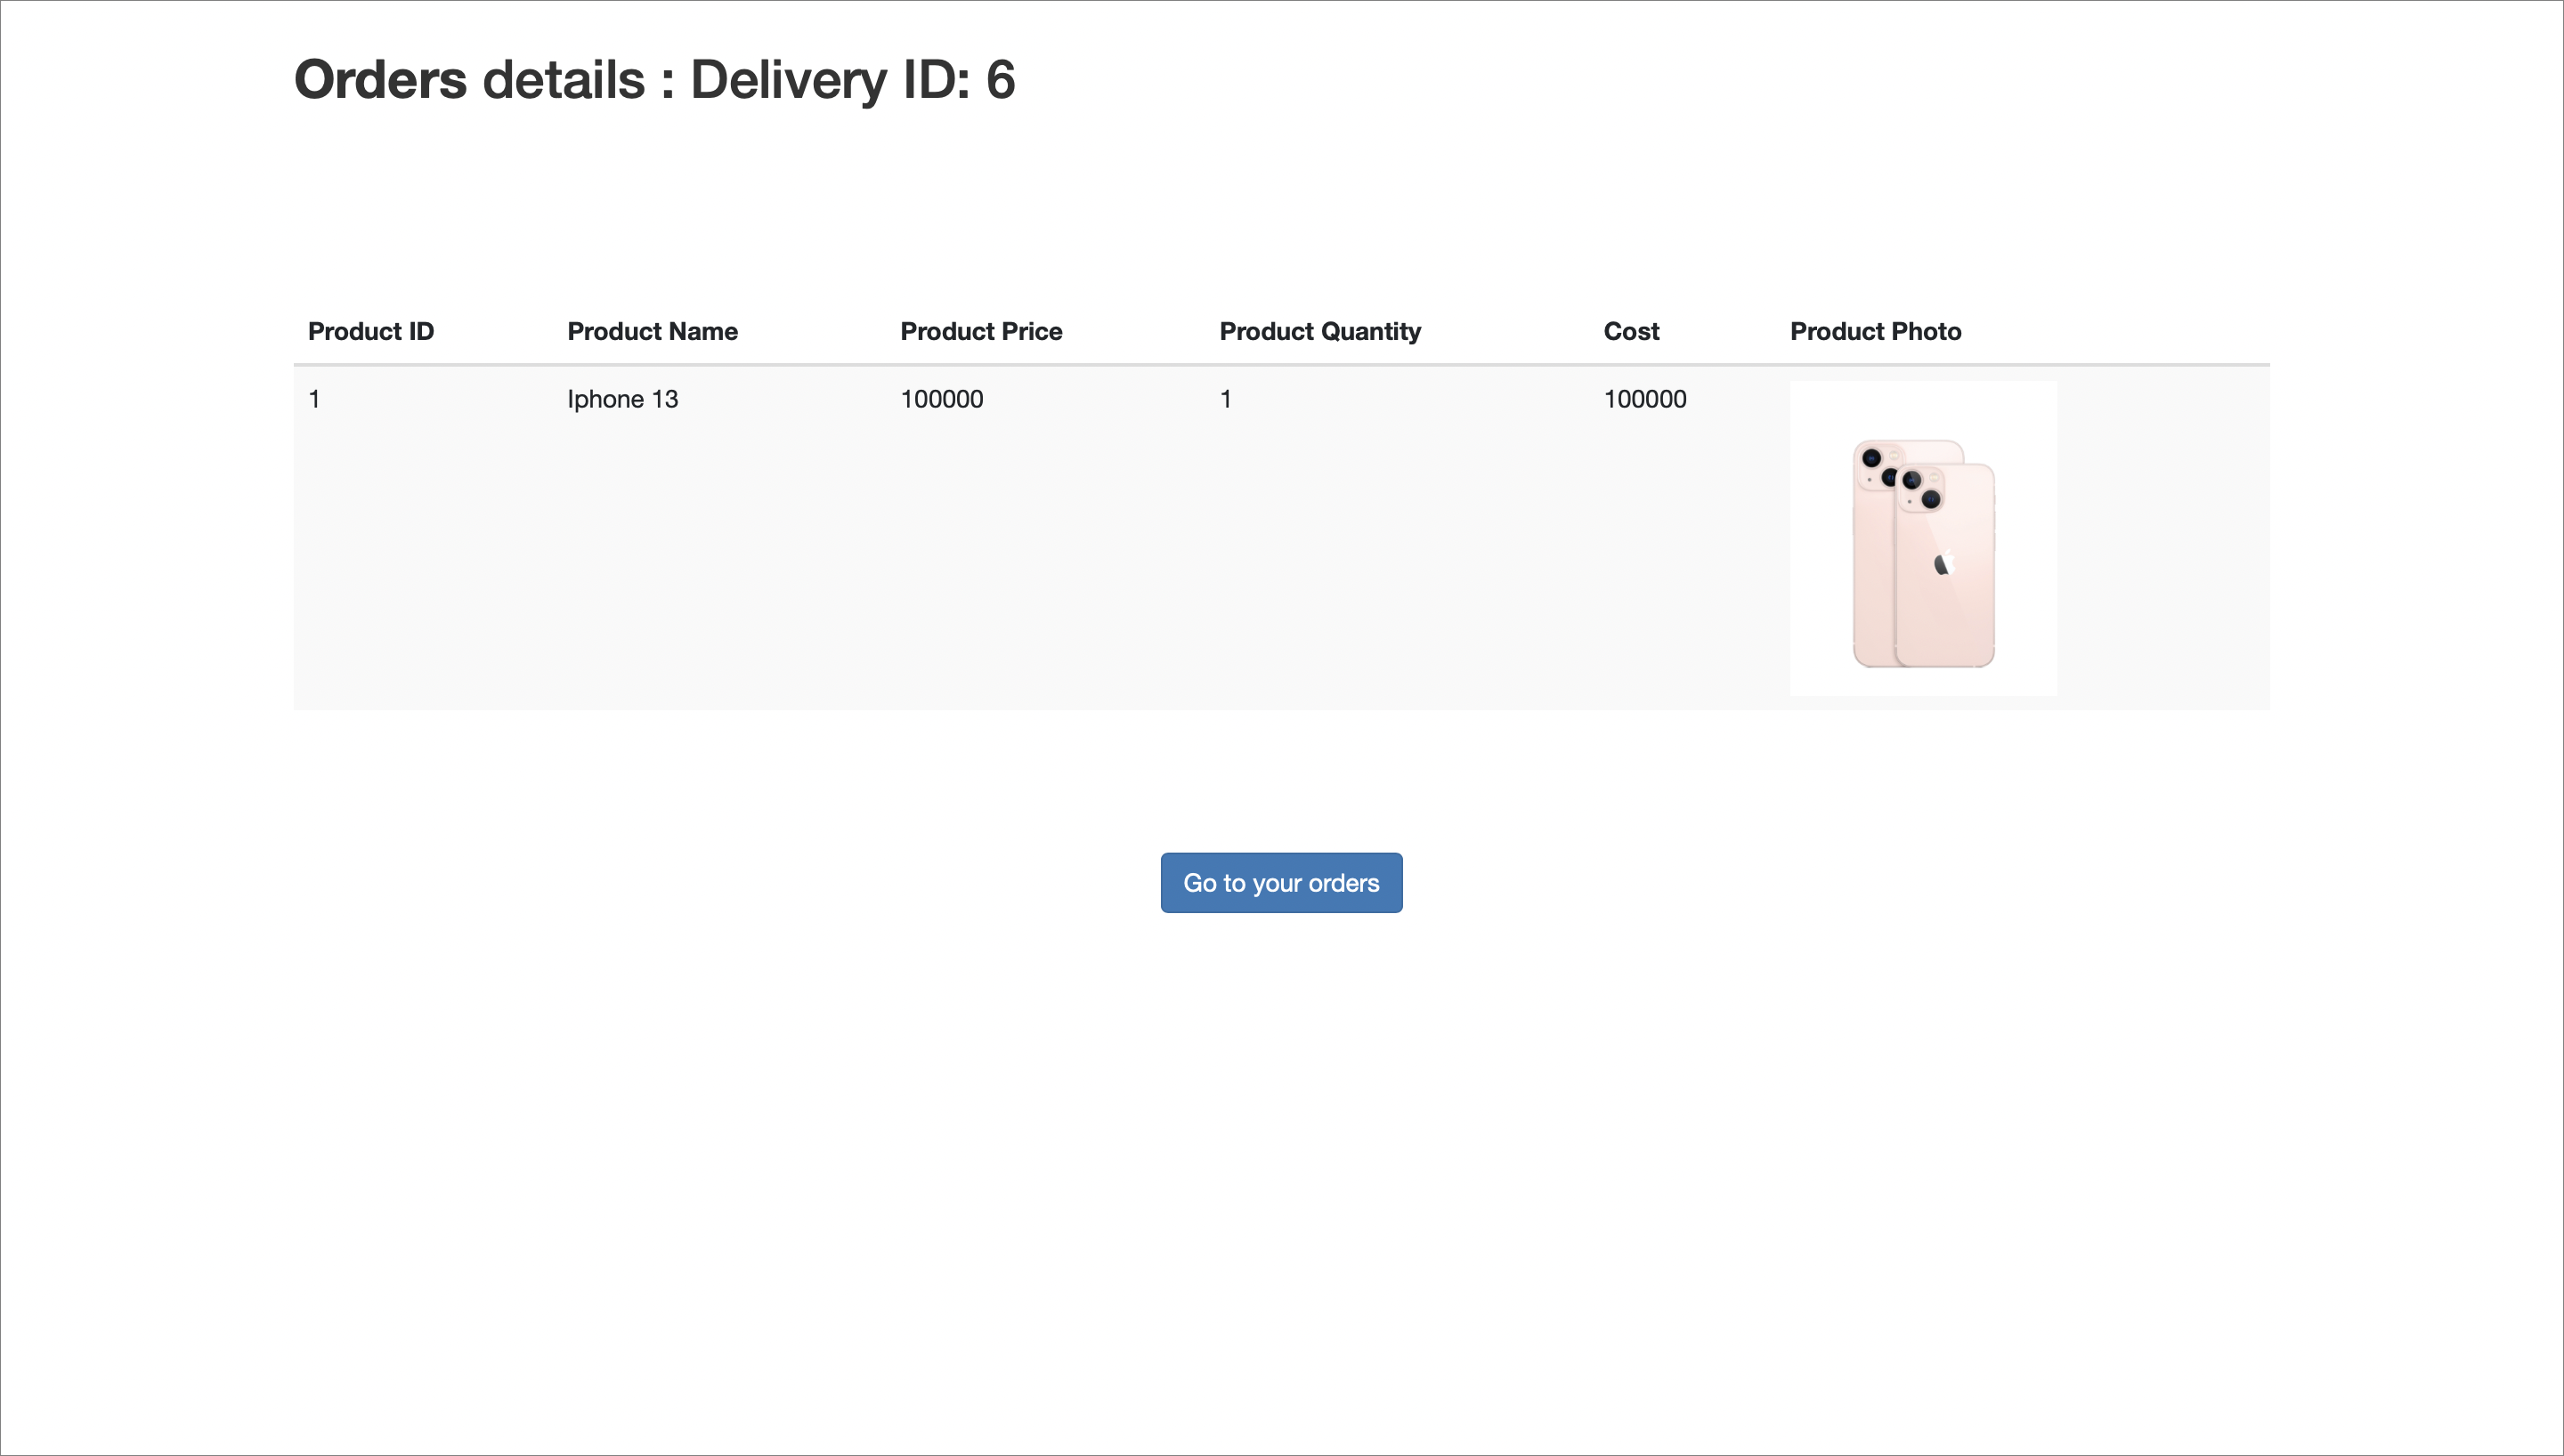 Orders details : Delivery ID: 6
Product ID Product Name Product Price Product Quantity Cost Product Photo
1 Iphone 13 100000 1 100000
Go to your orders